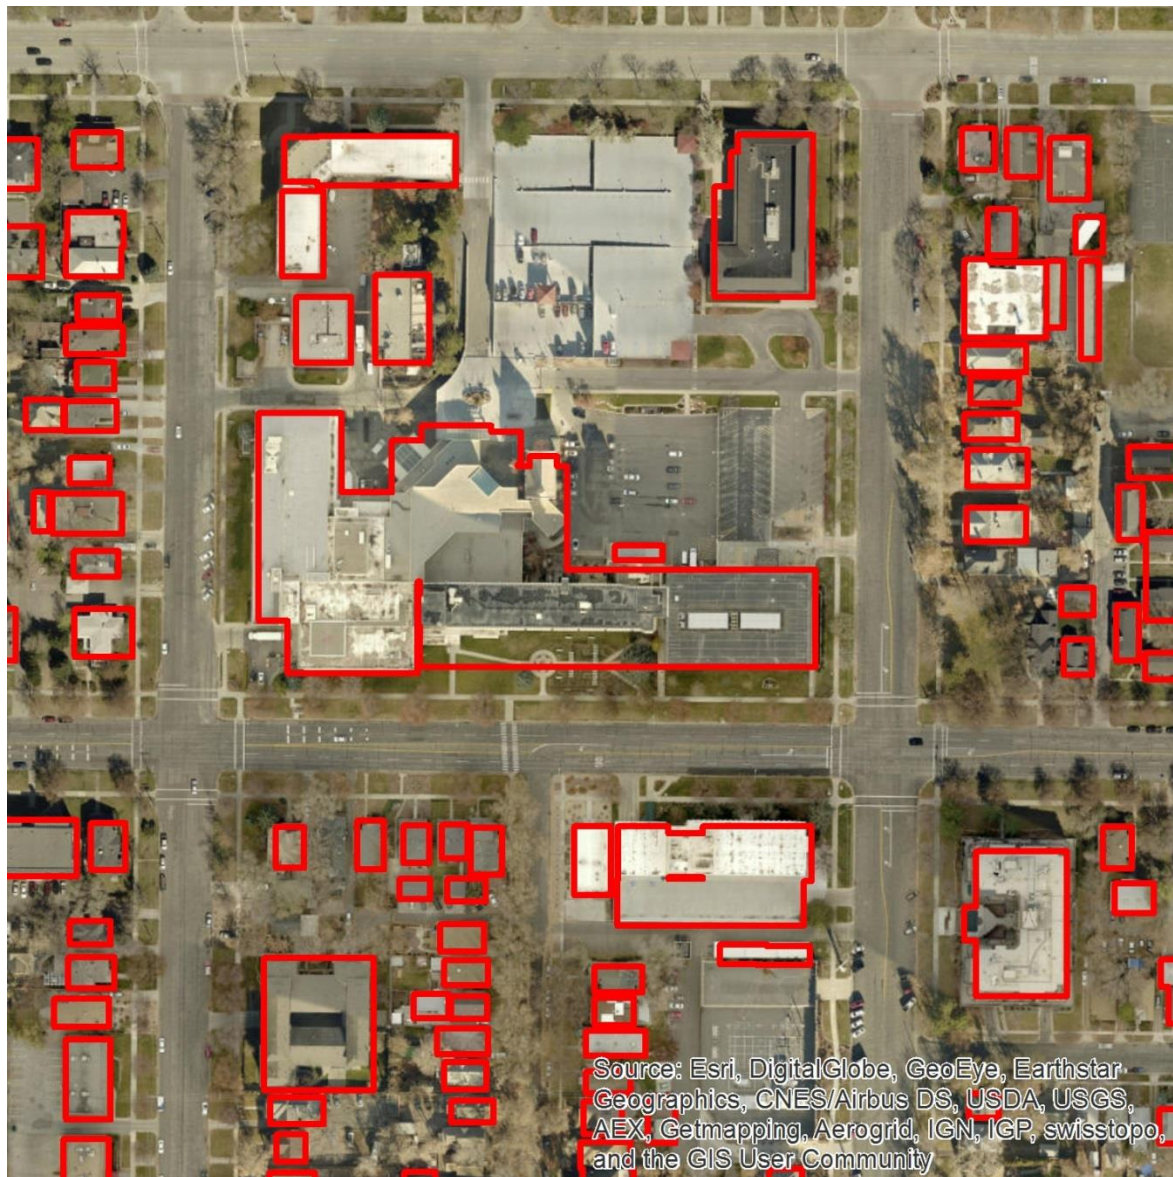 Source: Esri, DigitalGlobe, GeoEye, Earthstar
Geographics, CNES/Airbus DS, USDA, USGS,
AEX, Getmapping, Aerogrid, IGN, IGP, swisstopo,
and the GIS User Community